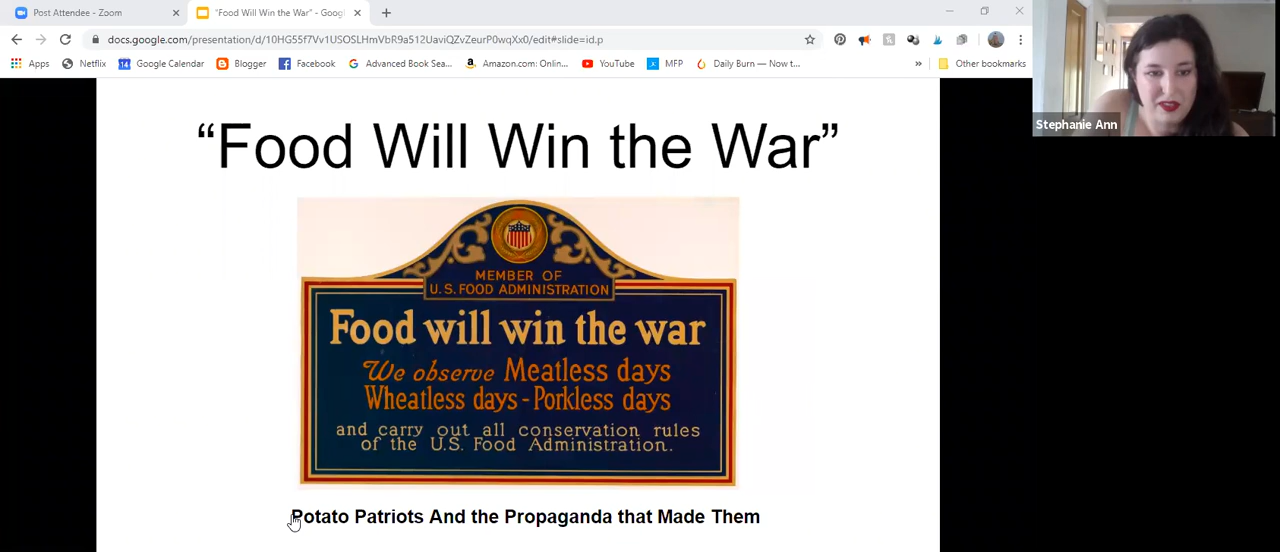 Post Attendee - Zoom
"Food Will Win the War" - Goog
docs.google.com/presentation/d/10HG55f7Vv1USOSLHmVbR9a512UaviQZvZeurP0wqXx0/edit#slide=id.p
Apps
Netflix
Google Calendar
Blogger
Facebook
Advanced Book Sea...
Amazon.com: Onlin...
YouTube
MFP
Daily Burn — Now t...
»
Other bookmarks
Stephanie Ann
“Food Will Win the War”
MEMBER OF
U.S. FOOD ADMINISTRATION
Food will win the war
We observe Meatless days
Wheatless days - Porkless days
and carry out all conservation rules
of the U.S. Food Administration.
Potato Patriots And the Propaganda that Made Them